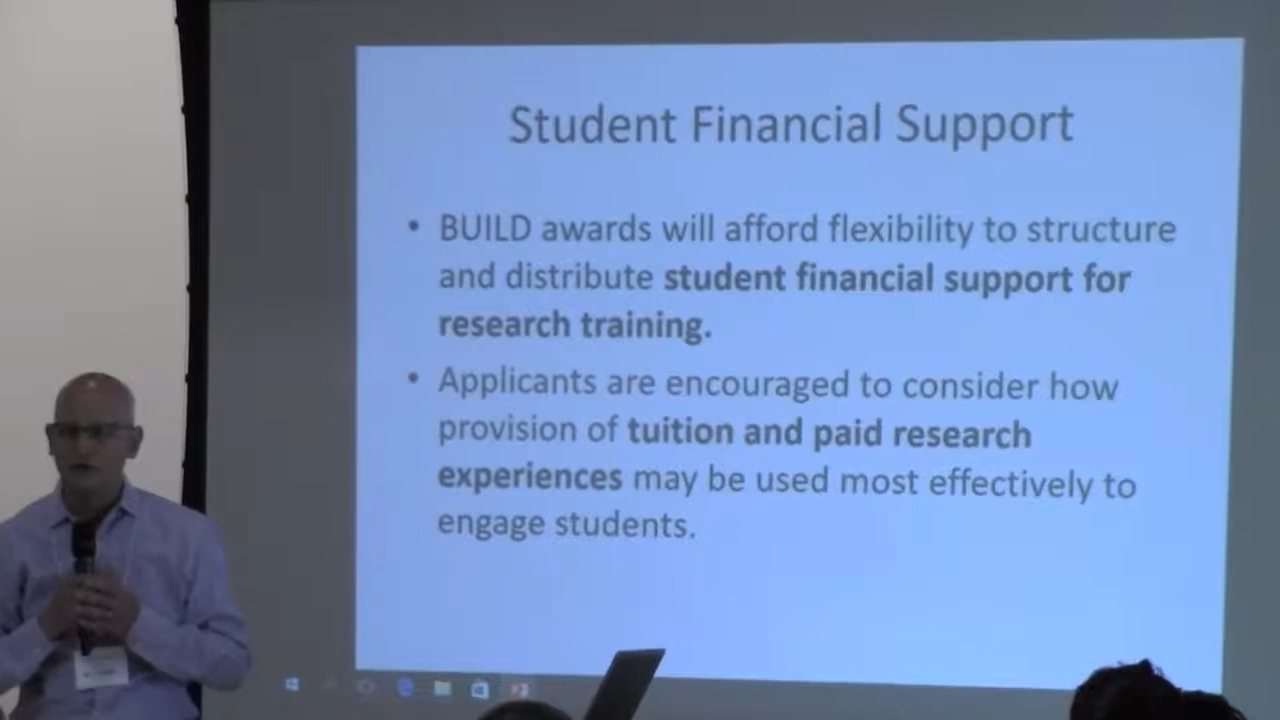 Student Financial Support
• BUILD awards will afford flexibility to structure
and distribute student financial support for
research training.
• Applicants are encouraged to consider how
provision of tuition and paid research
experiences may be used most effectively to
engage students.